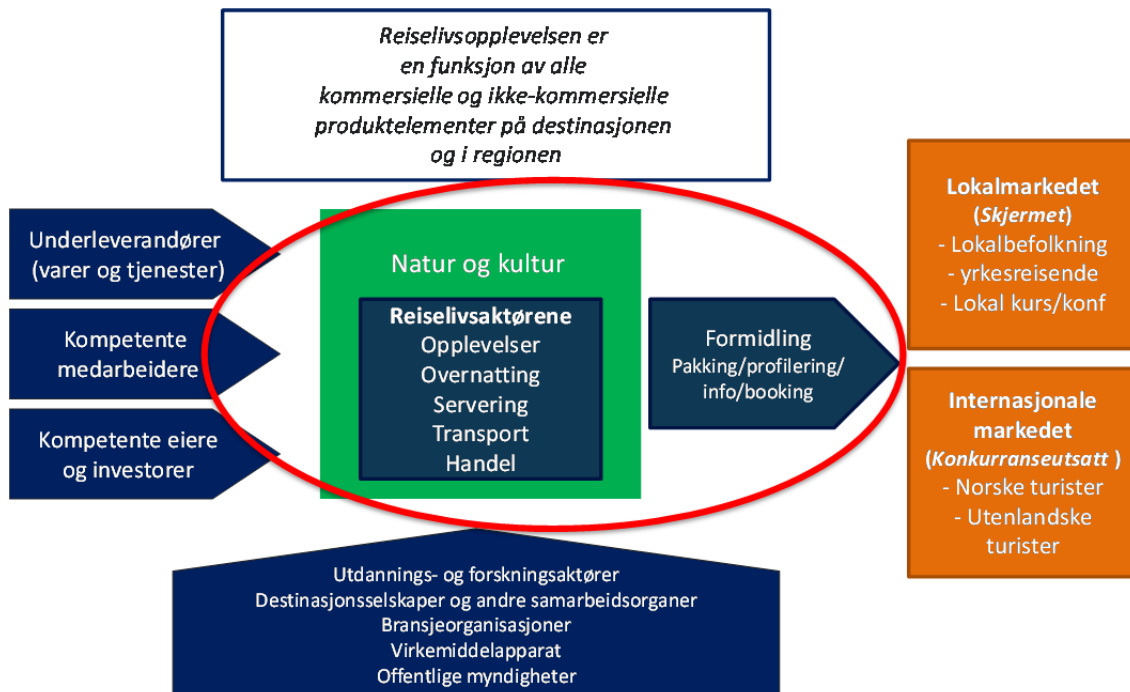 Reiselivsopplevelsen er
en funksjon av alle
kommersielle og ikke-kommersielle
produktelementer på destinasjonen
og i regionen
Underleverandører
(varer og tjenester)
Kompetente
medarbeidere
Kompetente eiere
og investorer
Natur og kultur
Reiselivsaktørene
Opplevelser
Overnatting
Servering
Transport
Handel
Formidling
Pakking/profilering/
info/booking
Lokalmarkedet
(Skjermet)
- Lokalbefolkning
- yrkesreisende
- Lokal kurs/konf
Internasjonale
markedet
(Konkurranseutsatt )
- Norske turister
- Utenlandske
turister
Utdannings- og forskningsaktører
Destinasjonsselskaper og andre samarbeidsorganer
Bransjeorganisasjoner
Virkemiddelapparat
Offentlige myndigheter